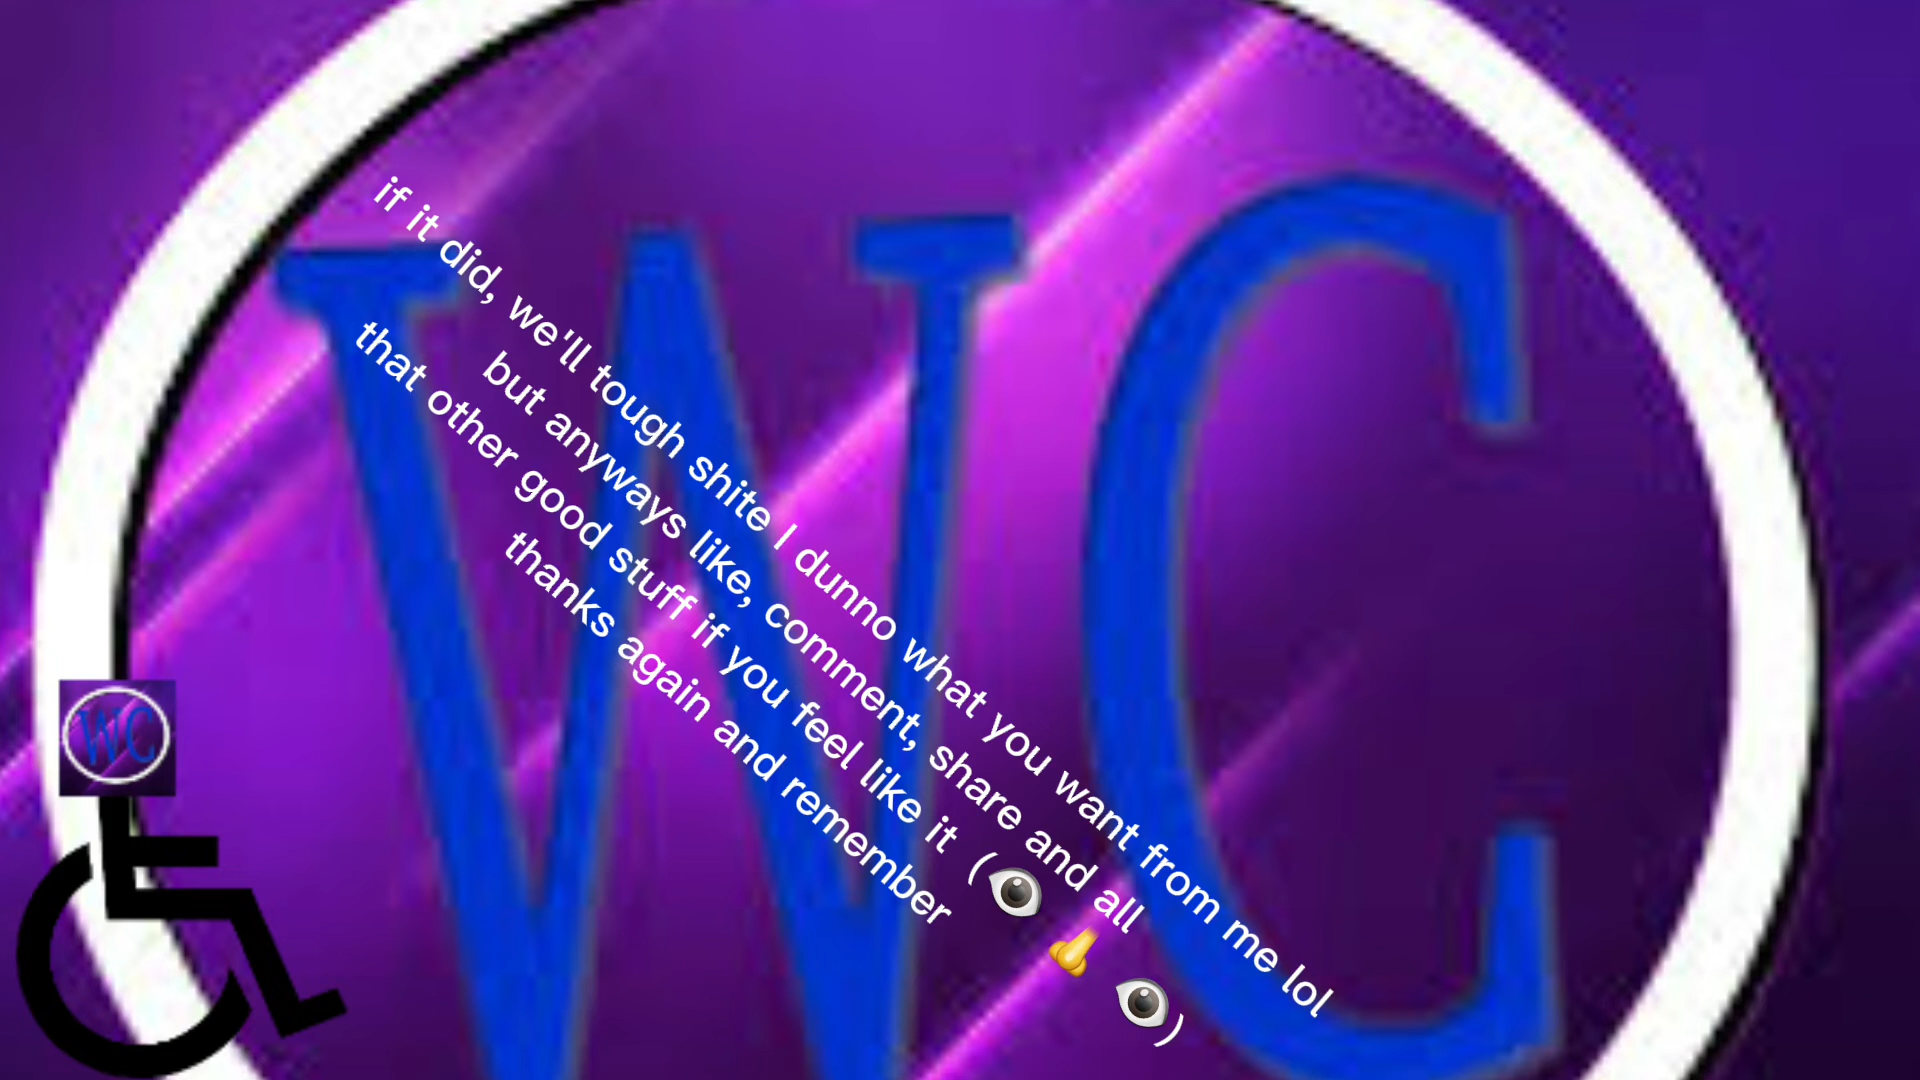 WC
if it did, we'll tough shite I dunno what you want from me lol
but anyways like, comment, share and all
that other good stuff if you feel like it (👁👃👁)
thanks again and remember
WC